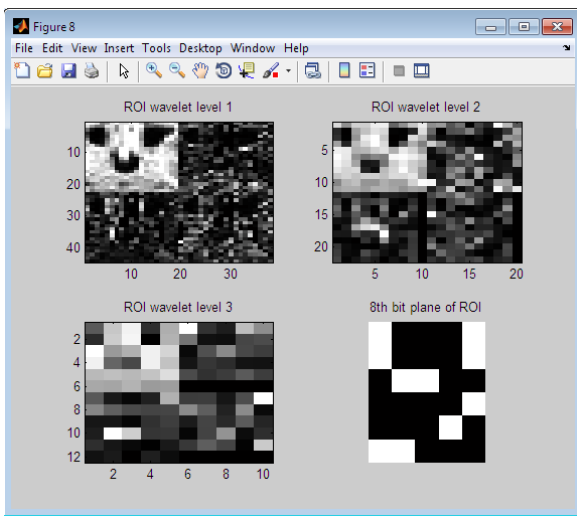 Figure 8
File Edit View Insert Tools Desktop Window Help
ROI wavelet level 1
10
20
30
40
10 20 30
ROI wavelet level 2
5
10
15
20
5 10 15 20
ROI wavelet level 3
2
4
6
8
10
12
2 4 6 8 10
8th bit plane of ROI